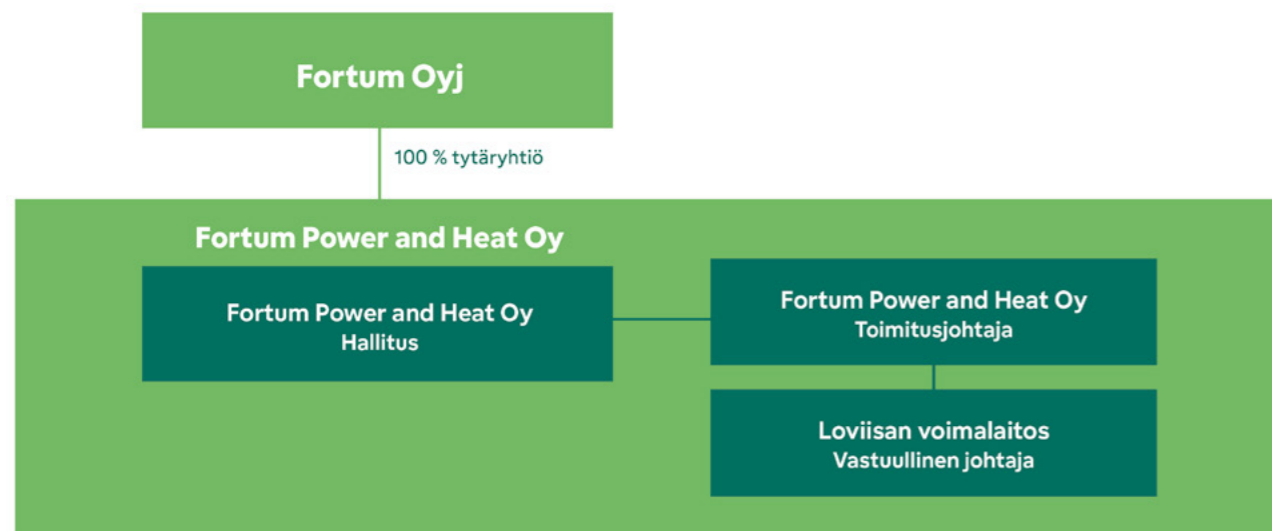 Fortum Oyj
100 % tytäryhtiö
Fortum Power and Heat Oy
Fortum Power and Heat Oy
Hallitus
Fortum Power and Heat Oy
Toimitusjohtaja
Loviisan voimalaitos
Vastuullinen johtaja